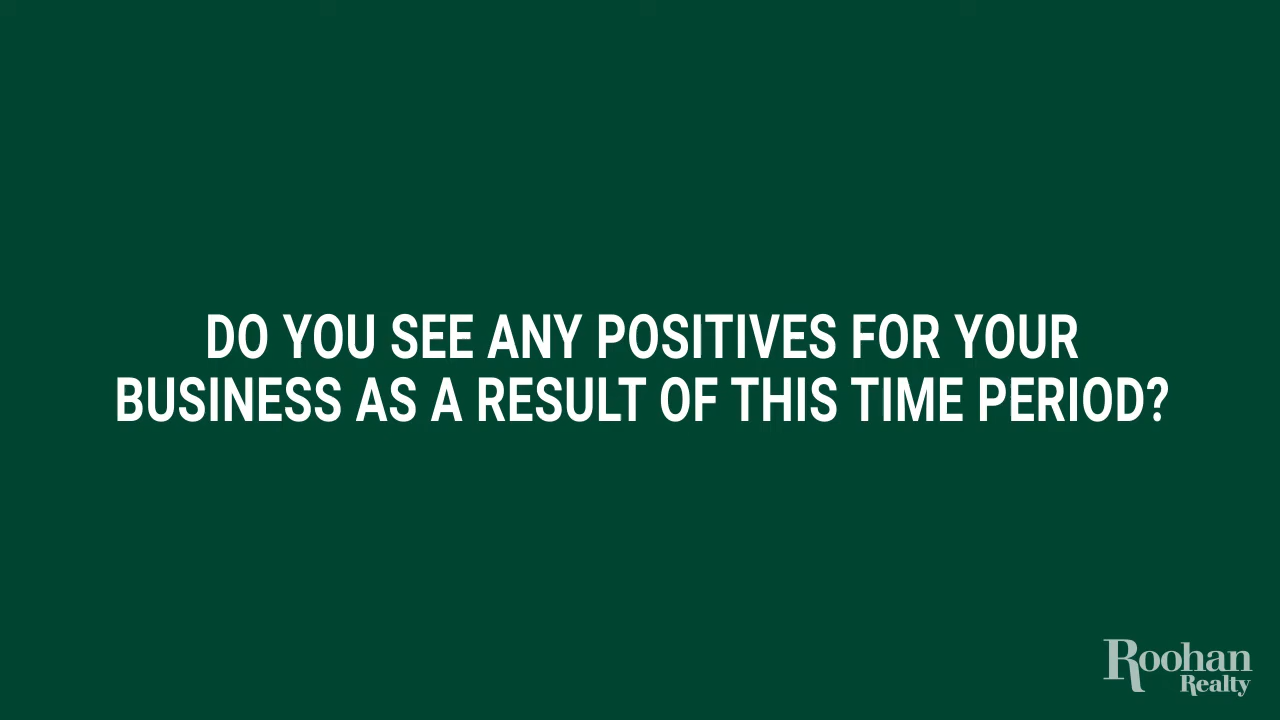 DO YOU SEE ANY POSITIVES FOR YOUR
BUSINESS AS A RESULT OF THIS TIME PERIOD?
Roohan
Realty